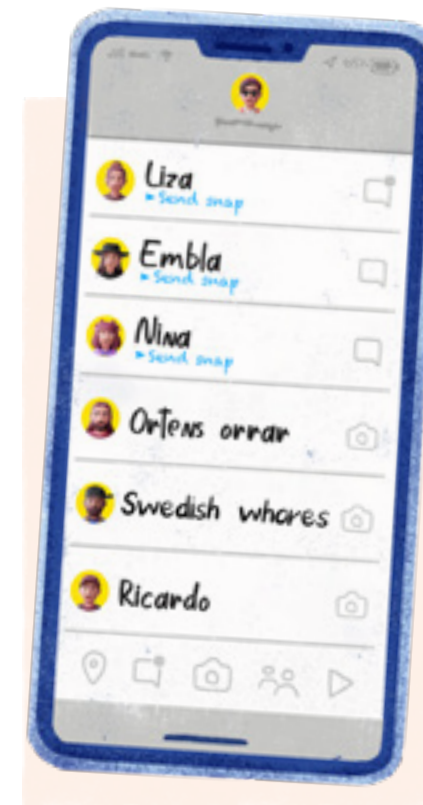 Liza
Send snap
Embla
Send snap
Nina
Send snap
Ortens orrar
Swedish whores
Ricardo